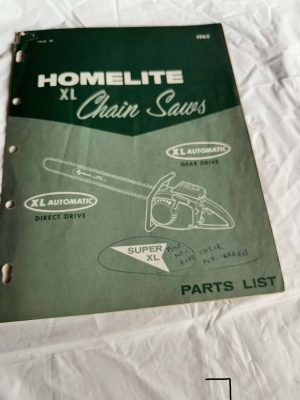 1965
HOMELITE
XL
Chain Saws
XL AUTOMATIC
GEAR DRIVE
XL AUTOMATIC
DIRECT DRIVE
SUPER
XL
PARTS LIST